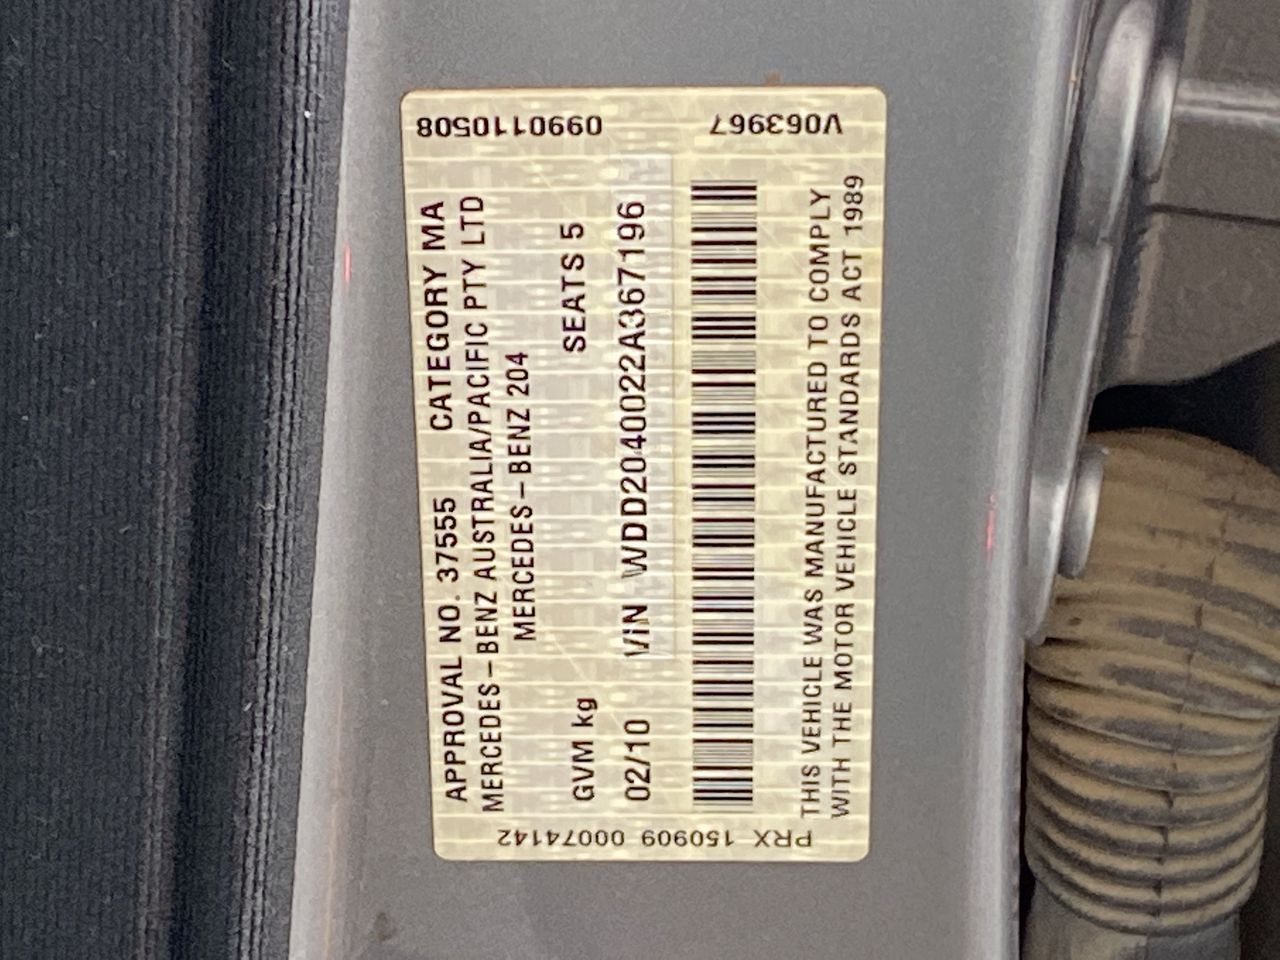 0990110508
V063967
APPROVAL NO. 37555 CATEGORY MA
MERCEDES-BENZ AUSTRALIA/PACIFIC PTY LTD
MERCEDES-BENZ 204
GVM kg SEATS 5
02/10 ViN WDD2040022A367196
THIS VEHICLE WAS MANUFACTURED TO COMPLY
WITH THE MOTOR VEHICLE STANDARDS ACT 1989
PRX 150909 00074142